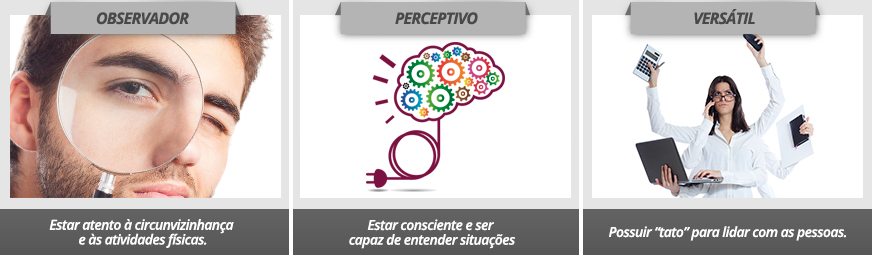 OBSERVADOR
Estar atento à circunvizinhança
e às atividades físicas.
PERCEPTIVO
Estar consciente e ser
capaz de entender situações
VERSÁTIL
Possuir “tato” para lidar com as pessoas.